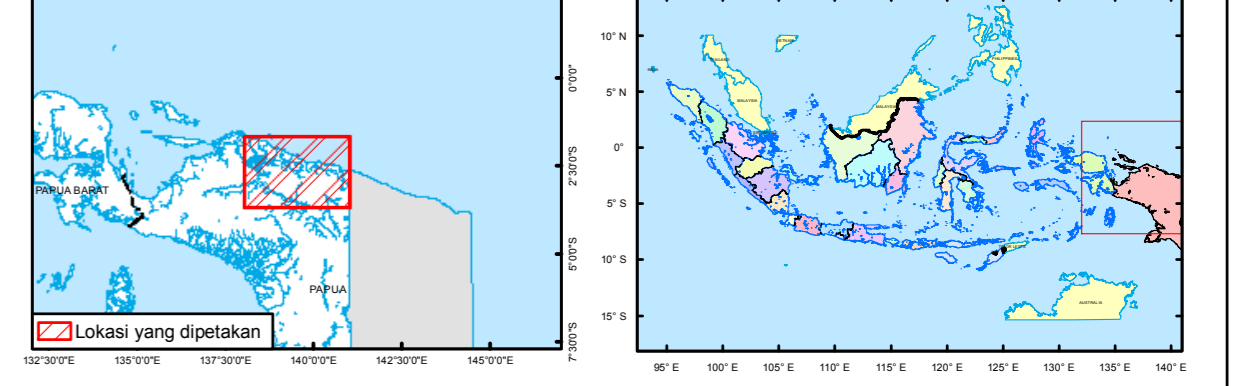 0°0'0"
2°30'0"S
5°0'0"S
7°30'0"S
PAPUA BARAT
PAPUA
Lokasi yang dipetakan
132°30'0"E 135°0'0"E 137°30'0"E 140°0'0"E 142°30'0"E 145°0'0"E
10° N
5° N
0°
5° S
10° S
15° S
THAILAND
PHILIPPINES
MALAYSIA
MALAYSIA
AUSTRALIA
95° E 100° E 105° E 110° E 115° E 120° E 125° E 130° E 135° E 140° E